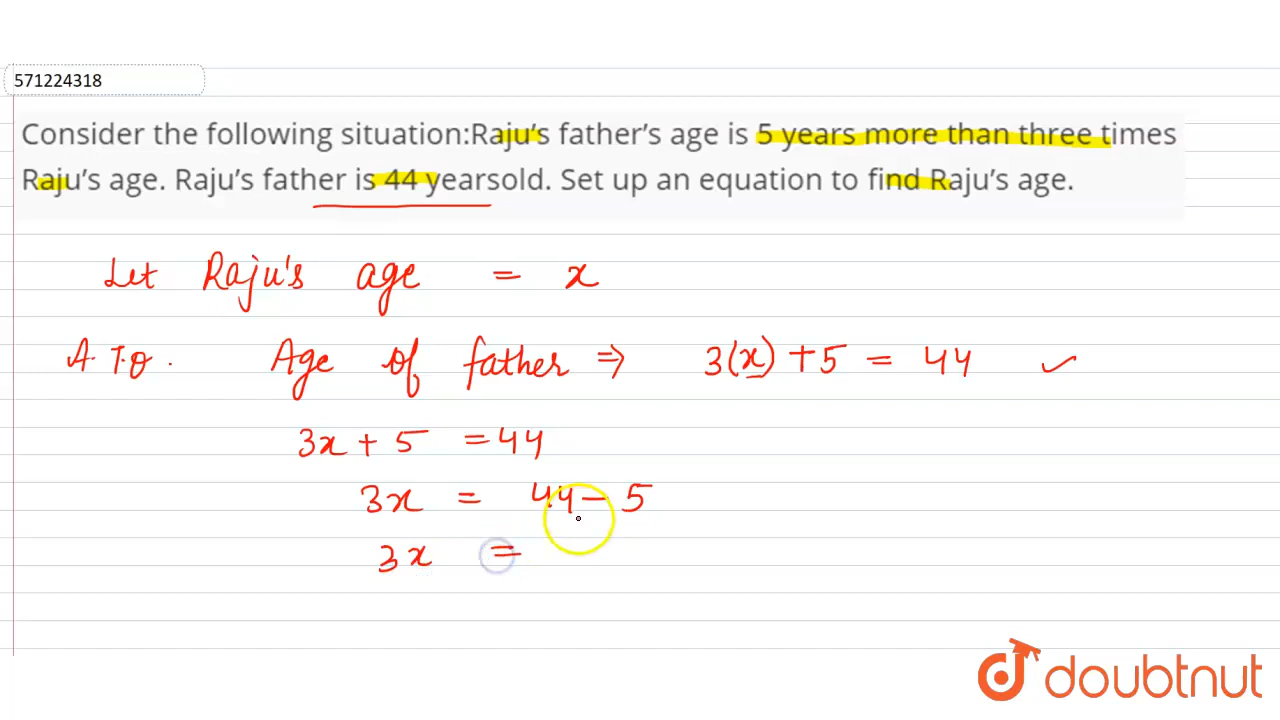 571224318
Consider the following situation:Raju's father's age is 5 years more than three times
Raju's age. Raju's father is 44 yearsold. Set up an equation to find Raju's age.
Let Raju's age = x
A.T.Q. Age of father ⇒ 3(x) + 5 = 44 ✓
3x + 5 = 44
3x = 44 - 5
3x =
doubtnut